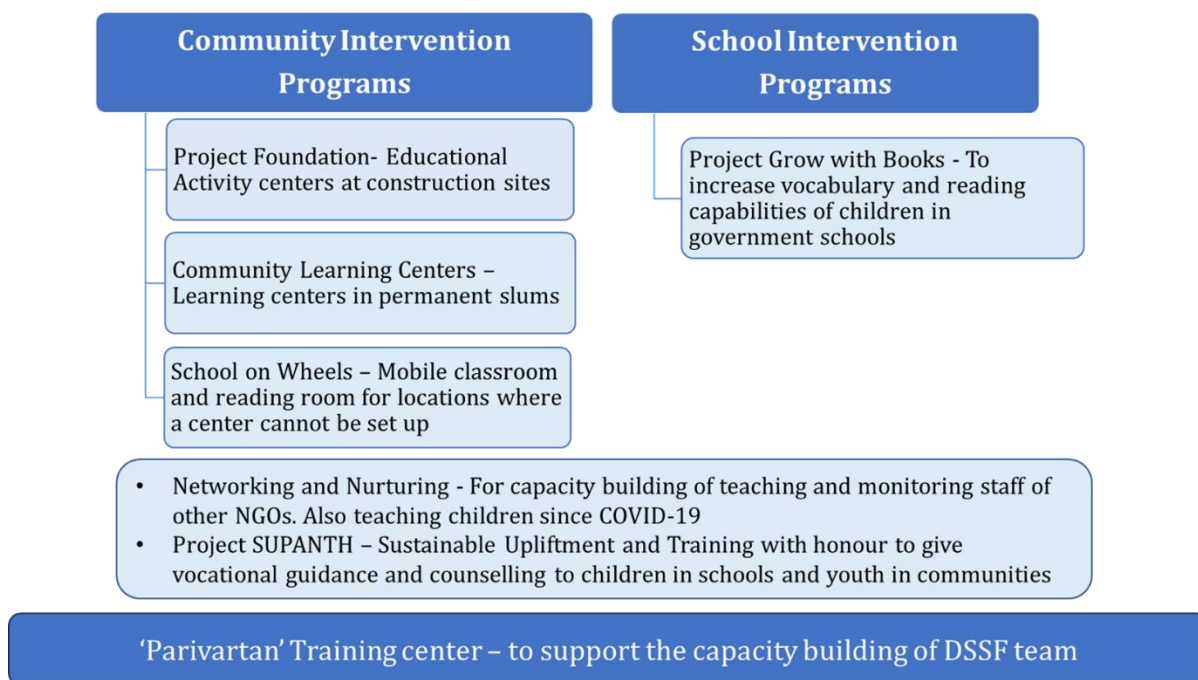 Community Intervention
Programs
Project Foundation- Educational
Activity centers at construction sites
Community Learning Centers –
Learning centers in permanent slums
School on Wheels – Mobile classroom
and reading room for locations where
a center cannot be set up
School Intervention
Programs
Project Grow with Books - To
increase vocabulary and reading
capabilities of children in
government schools
• Networking and Nurturing - For capacity building of teaching and monitoring staff of
other NGOs. Also teaching children since COVID-19
• Project SUPANTH – Sustainable Upliftment and Training with honour to give
vocational guidance and counselling to children in schools and youth in communities
‘Parivartan’ Training center – to support the capacity building of DSSF team